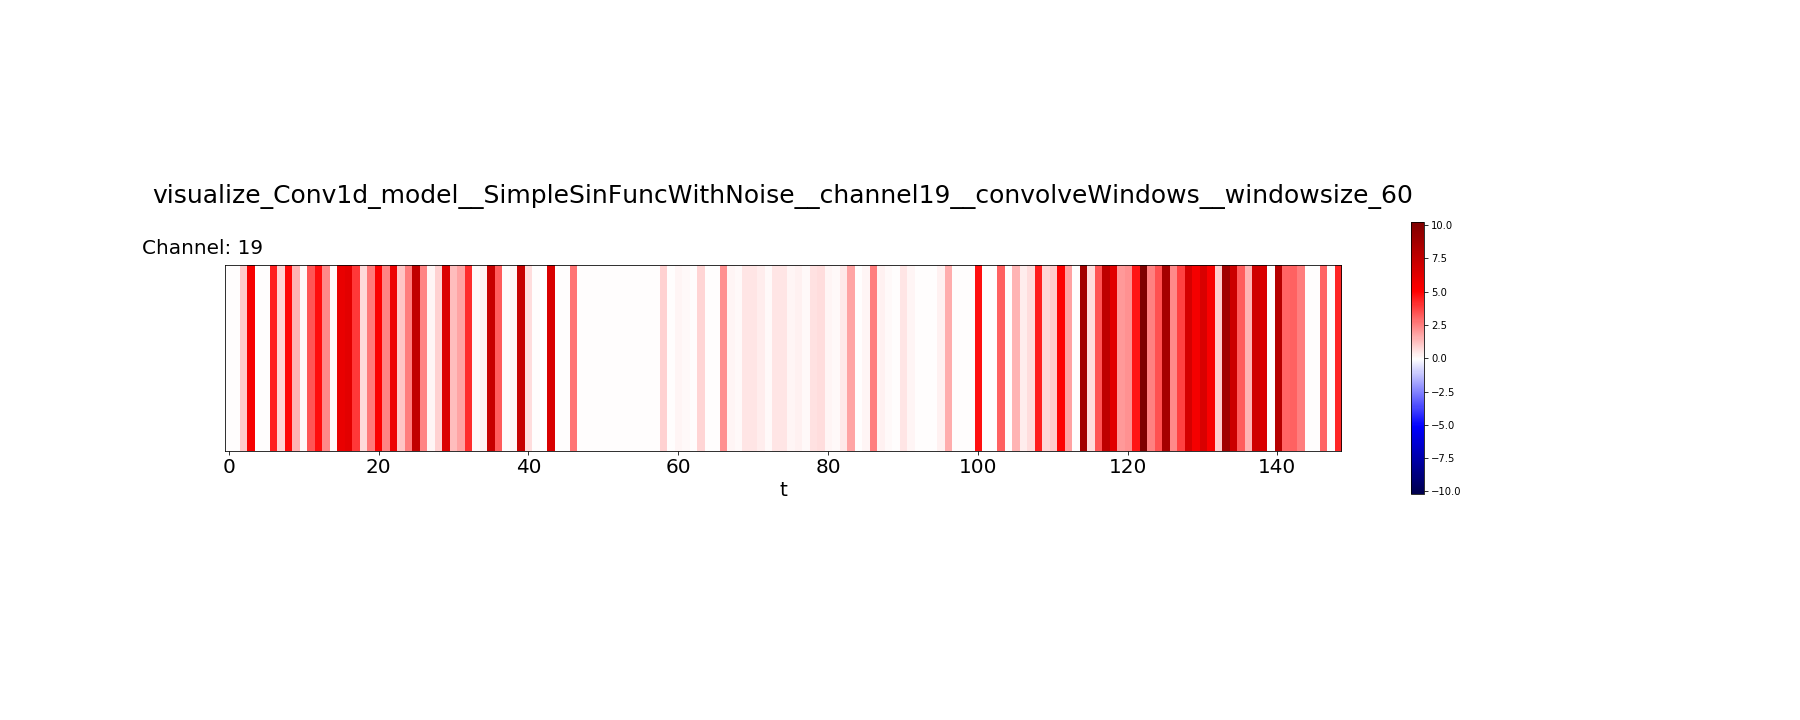 visualize_Conv1d_model__SimpleSinFuncWithNoise__channel19__convolveWindows__windowsize_60
Channel: 19
10.0
7.5
5.0
2.5
0.0
−2.5
−5.0
−7.5
−10.0
0 20 40 60 80 100 120 140
t